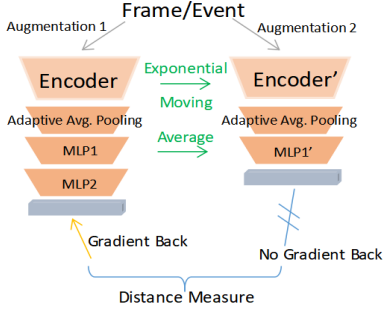 Frame/Event
Augmentation 1
Augmentation 2
Encoder
Exponential
Encoder’
Moving
Adaptive Avg. Pooling
Adaptive Avg. Pooling
MLP1
Average
MLP1’
MLP2
Gradient Back
No Gradient Back
Distance Measure